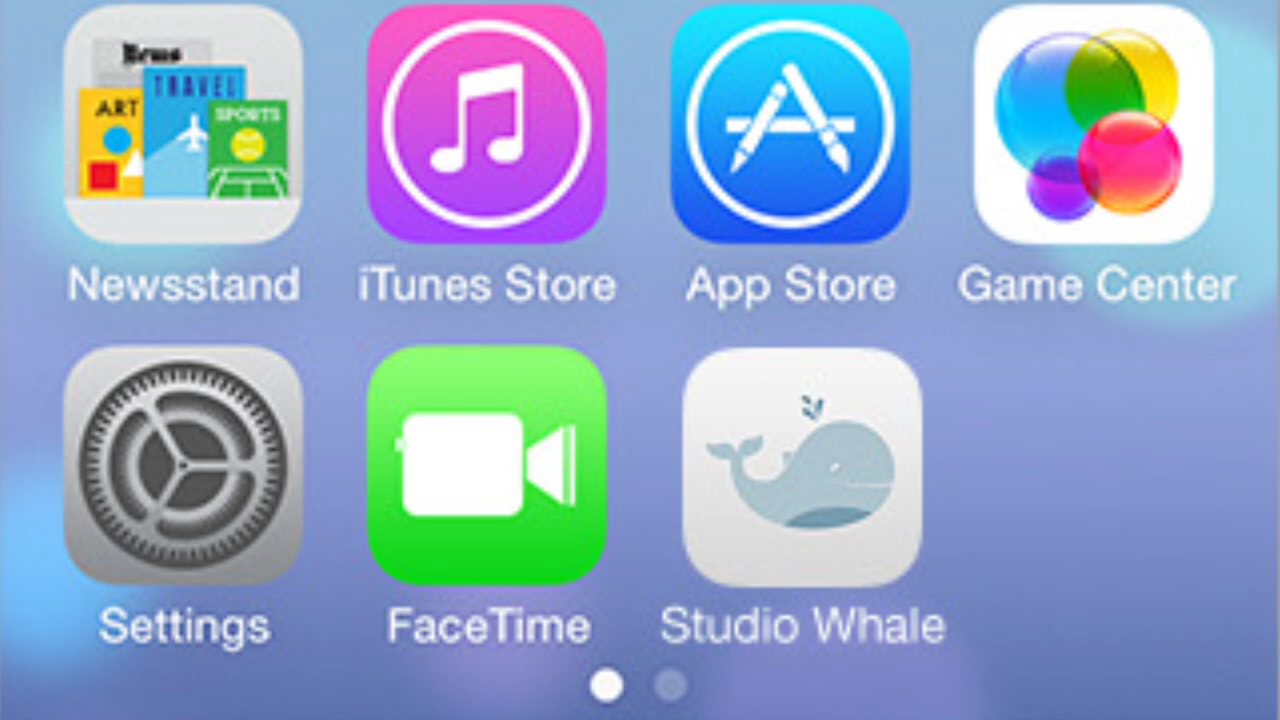 News
TRAVEL
ART
SPORTS
Newsstand
iTunes Store
App Store
Game Center
Settings
FaceTime
Studio Whale